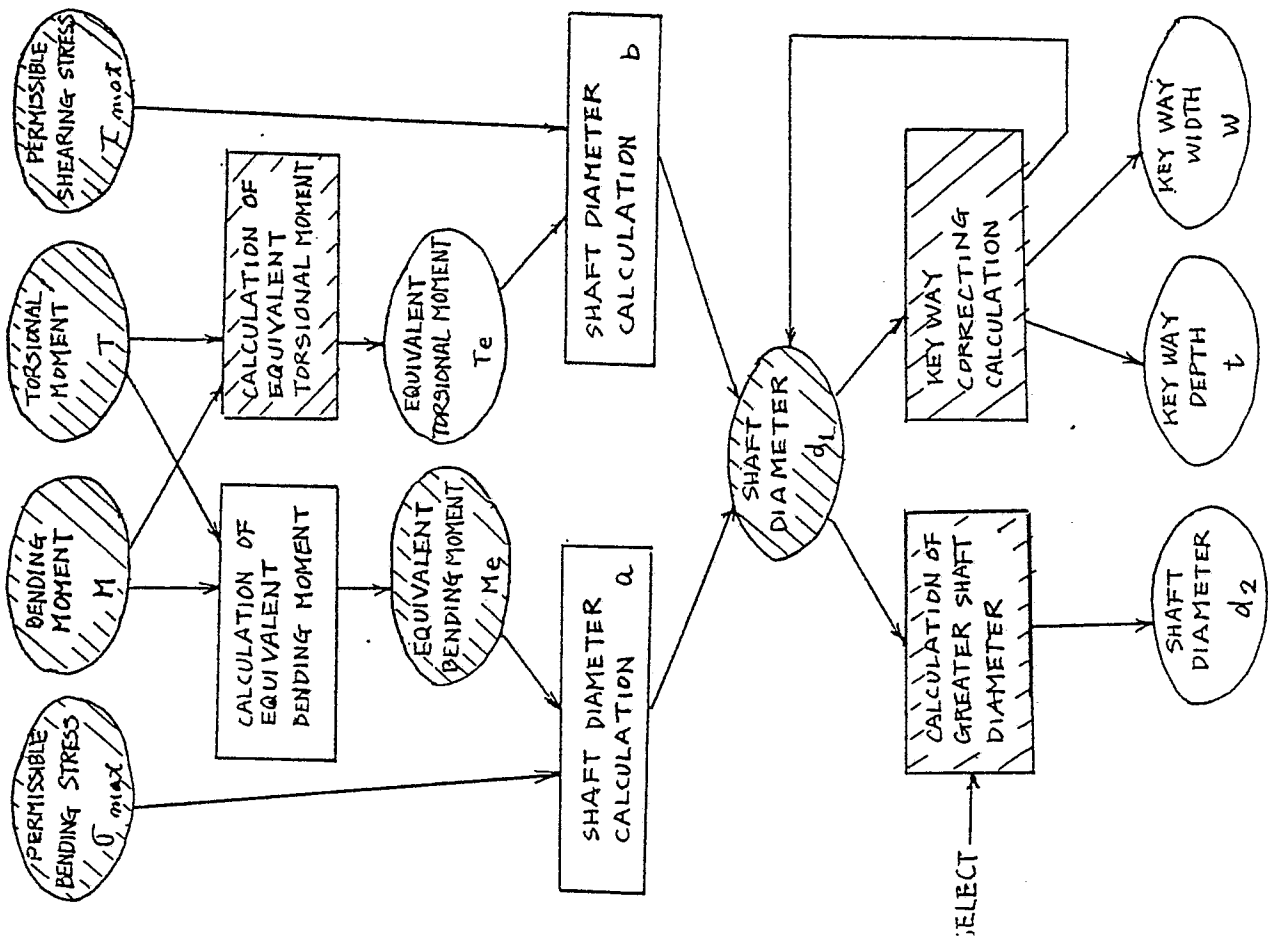 PERMISSIBLE
BENDING STRESS
σ max
BENDING
MOMENT
M
TORSIONAL
MOMENT
T
PERMISSIBLE
SHEARING STRESS
τ max
CALCULATION OF
EQUIVALENT
BENDING MOMENT
CALCULATION OF
EQUIVALENT
TORSIONAL MOMENT
EQUIVALENT
BENDING MOMENT
Me
EQUIVALENT
TORSIONAL MOMENT
Te
SHAFT DIAMETER
CALCULATION a
SHAFT DIAMETER
CALCULATION b
SHAFT
DIAMETER
d1
SELECT
CALCULATION OF
GREATER SHAFT
DIAMETER
KEY WAY
CORRECTING
CALCULATION
SHAFT
DIAMETER
d2
KEY WAY
DEPTH
t
KEY WAY
WIDTH
W